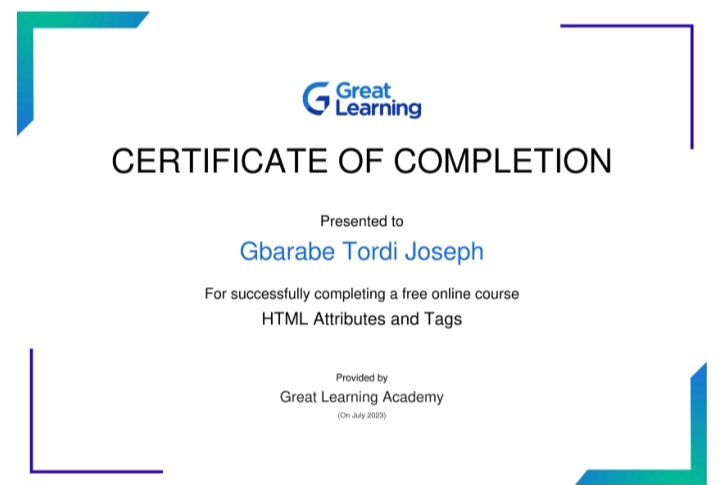 Great
Learning
CERTIFICATE OF COMPLETION
Presented to
Gbarabe Tordi Joseph
For successfully completing a free online course
HTML Attributes and Tags
Provided by
Great Learning Academy
(On July 2023)